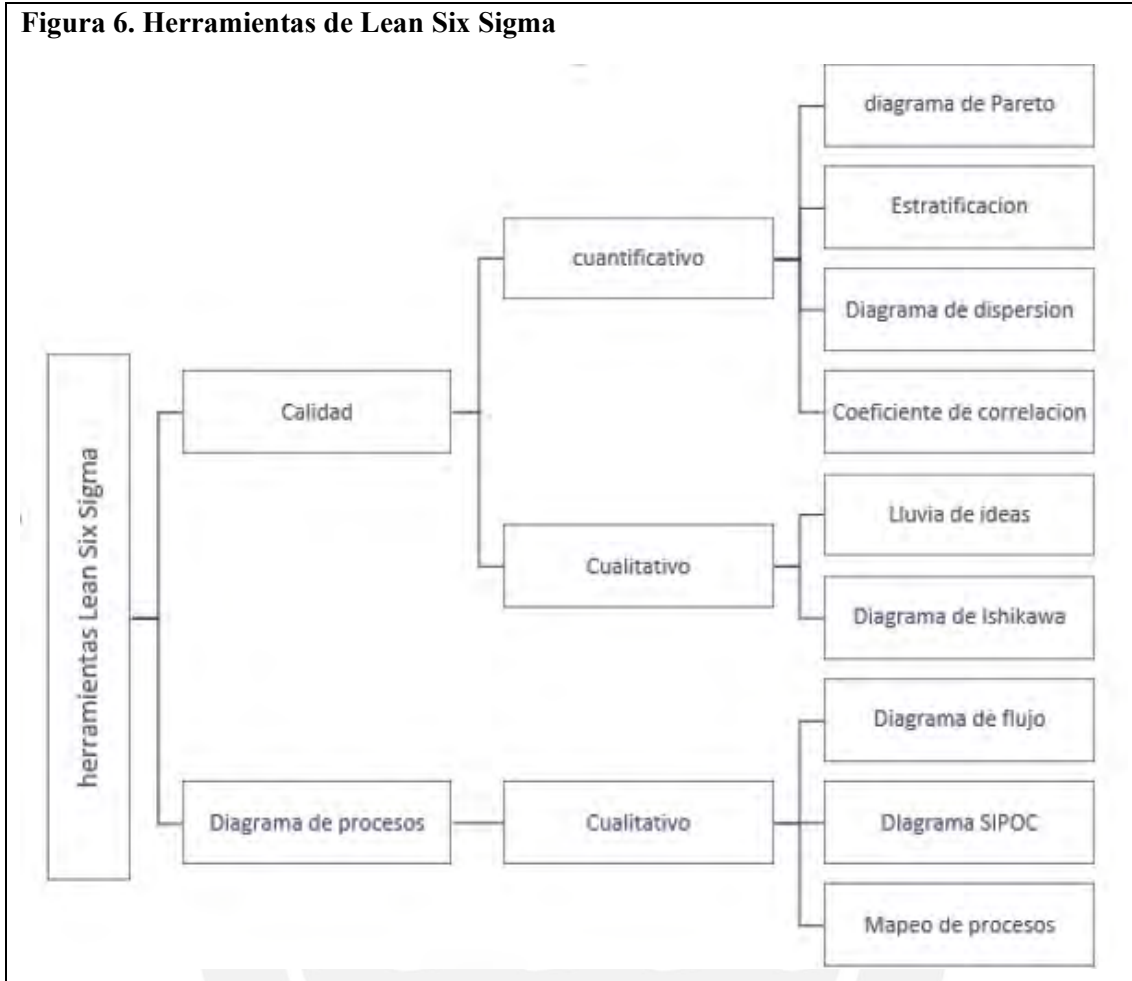 Figura 6. Herramientas de Lean Six Sigma
diagrama de Pareto
Estratificacion
cuantificativo
Diagrama de dispersion
Calidad
Coeficiente de correlacion
herramientas Lean Six Sigma
Lluvia de ideas
Cualitativo
Diagrama de Ishikawa
Diagrama de flujo
Diagrama de procesos
Cualitativo
DIagrama SIPOC
Mapeo de procesos